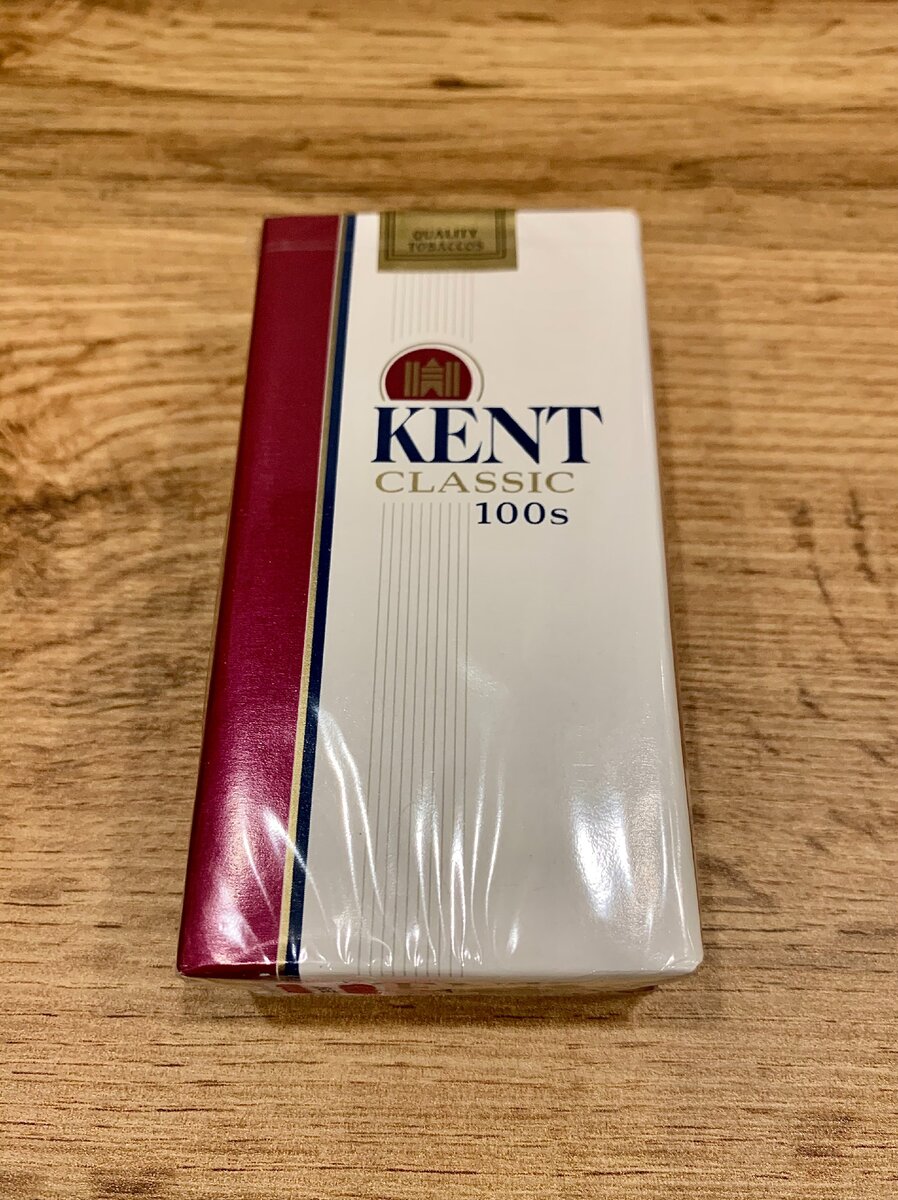 QUALITY
TOBACCOS
KENT
CLASSIC
100s